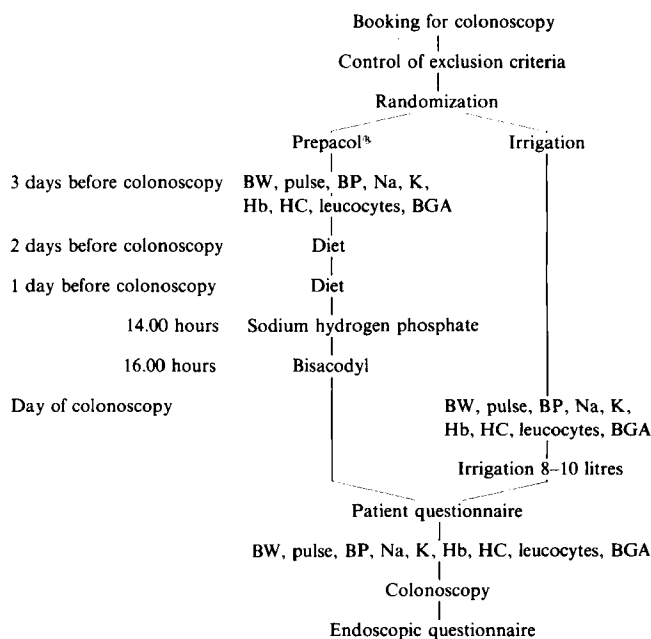 Booking for colonoscopy
Control of exclusion criteria
Randomization
Prepacol® Irrigation
3 days before colonoscopy BW, pulse, BP, Na, K,
Hb, HC, leucocytes, BGA
2 days before colonoscopy Diet
1 day before colonoscopy Diet
14.00 hours Sodium hydrogen phosphate
16.00 hours Bisacodyl
Day of colonoscopy BW, pulse, BP, Na, K,
Hb, HC, leucocytes, BGA
Irrigation 8–10 litres
Patient questionnaire
BW, pulse, BP, Na, K, Hb, HC, leucocytes, BGA
Colonoscopy
Endoscopic questionnaire